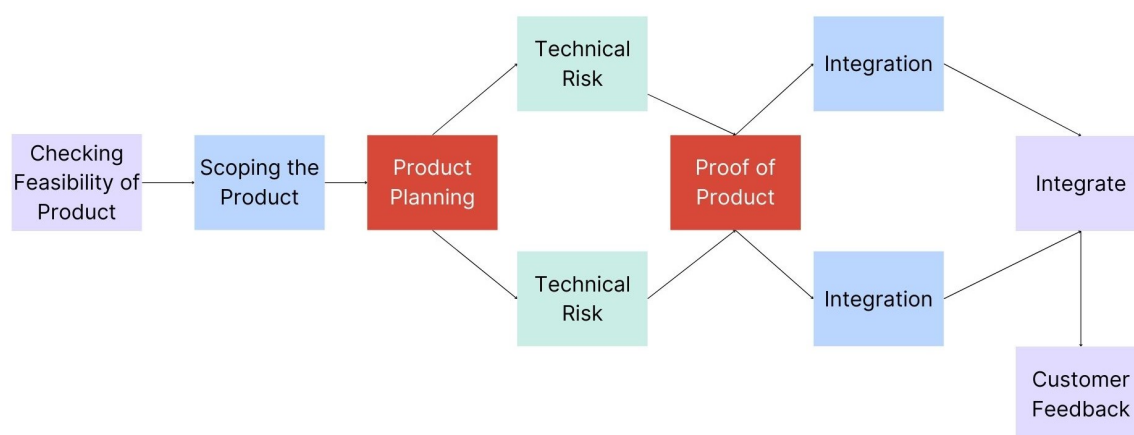 Checking
Feasibility of
Product
Scoping the
Product
Product
Planning
Technical
Risk
Technical
Risk
Proof of
Product
Integration
Integration
Integrate
Customer
Feedback